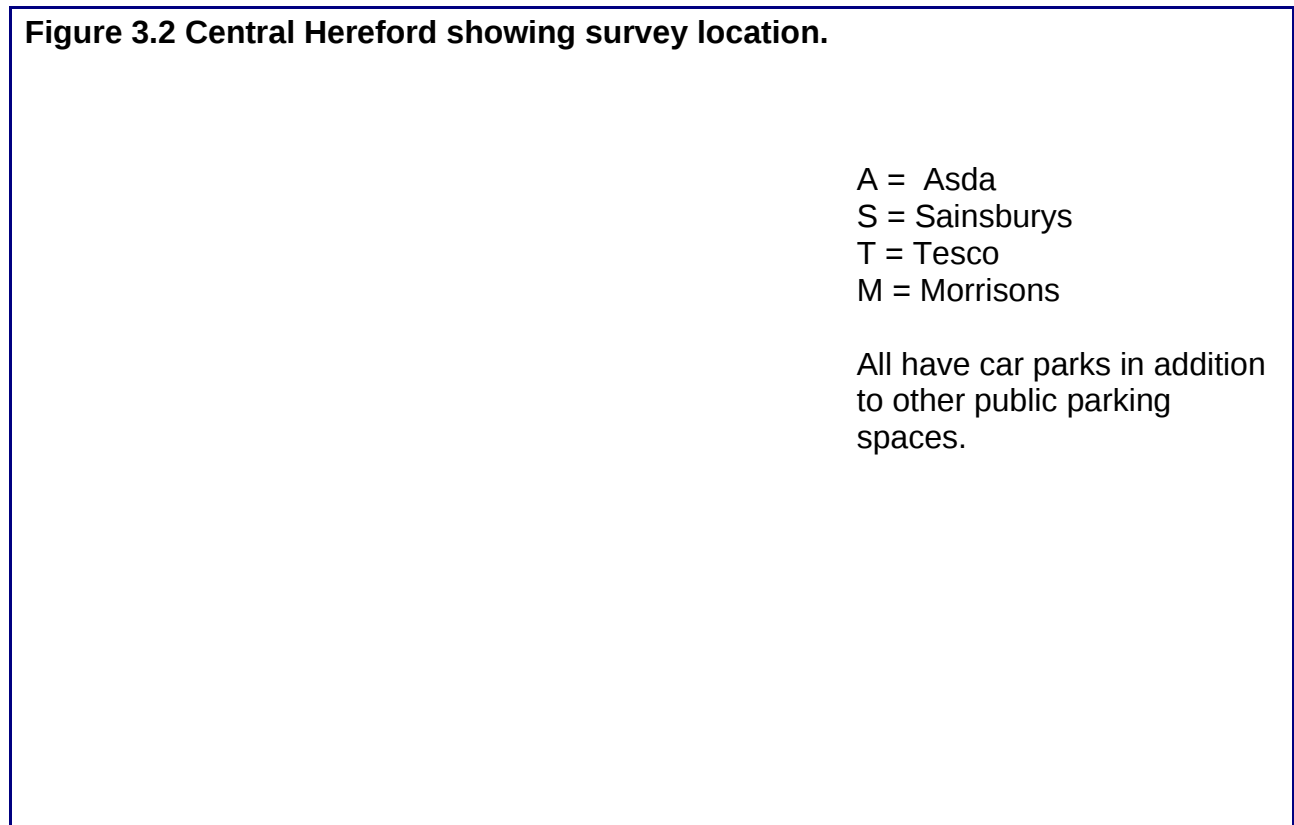 Figure 3.2 Central Hereford showing survey location.
A = Asda
S = Sainsburys
T = Tesco
M = Morrisons
All have car parks in addition
to other public parking
spaces.